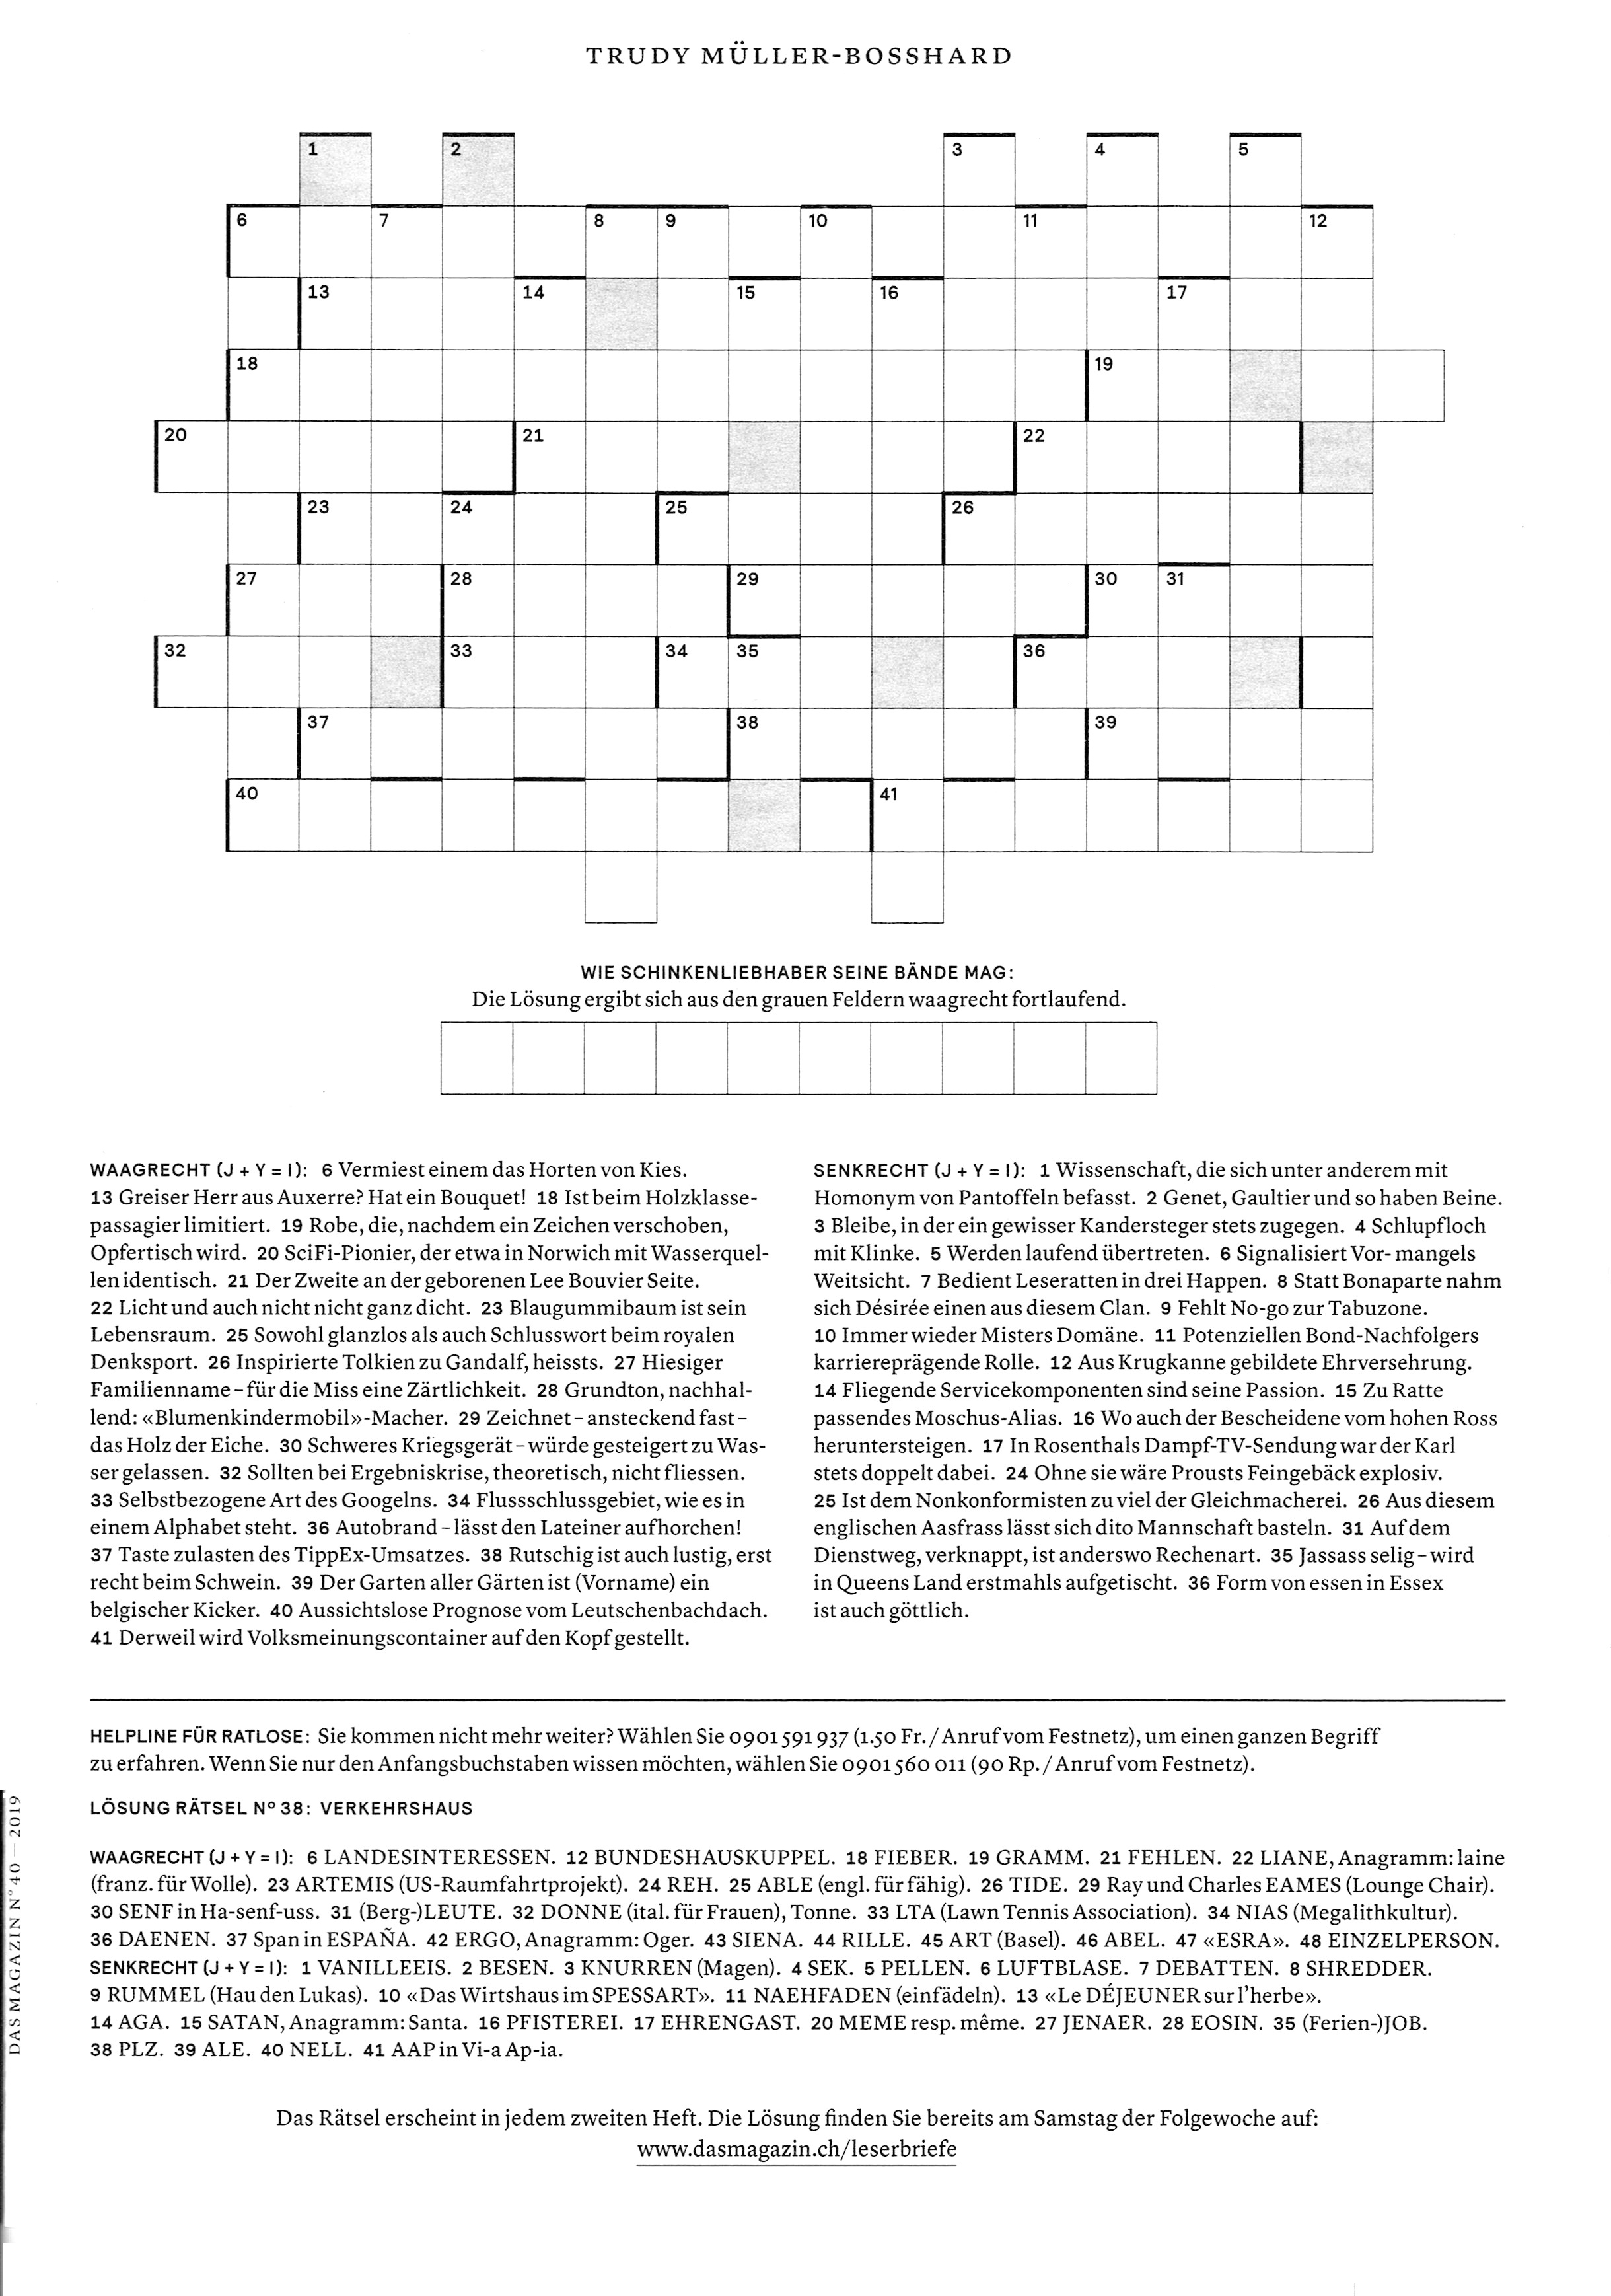 TRUDY MÜLLER-BOSSHARD
1 2 3 4 5
6 7 8 9 10 11 12
13 14 15 16 17
18 19
20 21 22
23 24 25 26
27 28 29 30 31
32 33 34 35 36
37 38 39
40 41
WIE SCHINKENLIEBHABER SEINE BÄNDE MAG:
Die Lösung ergibt sich aus den grauen Feldern waagrecht fortlaufend.
WAAGRECHT (J + Y = I): 6 Vermiest einem das Horten von Kies.
13 Greiser Herr aus Auxerre? Hat ein Bouquet! 18 Ist beim Holzklasse-
passagier limitiert. 19 Robe, die, nachdem ein Zeichen verschoben,
Opfertisch wird. 20 SciFi-Pionier, der etwa in Norwich mit Wasserquel-
len identisch. 21 Der Zweite an der geborenen Lee Bouvier Seite.
22 Licht und auch nicht nicht ganz dicht. 23 Blaugummibaum ist sein
Lebensraum. 25 Sowohl glanzlos als auch Schlusswort beim royalen
Denksport. 26 Inspirierte Tolkien zu Gandalf, heissts. 27 Hiesiger
Familienname – für die Miss eine Zärtlichkeit. 28 Grundton, nachhal-
lend: «Blumenkindermobil»-Macher. 29 Zeichnet – ansteckend fast –
das Holz der Eiche. 30 Schweres Kriegsgerät – würde gesteigert zu Was-
ser gelassen. 32 Sollten bei Ergebniskrise, theoretisch, nicht fliessen.
33 Selbstbezogene Art des Googelns. 34 Flussschlussgebiet, wie es in
einem Alphabet steht. 36 Autobrand – lässt den Lateiner aufhorchen!
37 Taste zulasten des TippEx-Umsatzes. 38 Rutschig ist auch lustig, erst
recht beim Schwein. 39 Der Garten aller Gärten ist (Vorname) ein
belgischer Kicker. 40 Aussichtslose Prognose vom Leutschenbachdach.
41 Derweil wird Volksmeinungscontainer auf den Kopf gestellt.
SENKRECHT (J + Y = I): 1 Wissenschaft, die sich unter anderem mit
Homonym von Pantoffeln befasst. 2 Genet, Gaultier und so haben Beine.
3 Bleibe, in der ein gewisser Kandersteger stets zugegen. 4 Schlupfloch
mit Klinke. 5 Werden laufend übertreten. 6 Signalisiert Vor- mangels
Weitsicht. 7 Bedient Leseratten in drei Happen. 8 Statt Bonaparte nahm
sich Désirée einen aus diesem Clan. 9 Fehlt No-go zur Tabuzone.
10 Immer wieder Misters Domäne. 11 Potenziellen Bond-Nachfolgers
karriereprägende Rolle. 12 Aus Krugkanne gebildete Ehrversehrung.
14 Fliegende Servicekomponenten sind seine Passion. 15 Zu Ratte
passendes Moschus-Alias. 16 Wo auch der Bescheidene vom hohen Ross
heruntersteigen. 17 In Rosenthals Dampf-TV-Sendung war der Karl
stets doppelt dabei. 24 Ohne sie wäre Prousts Feingebäck explosiv.
25 Ist dem Nonkonformisten zu viel der Gleichmacherei. 26 Aus diesem
englischen Aasfrass lässt sich dito Mannschaft basteln. 31 Auf dem
Dienstweg, verknappt, ist anderswo Rechenart. 35 Jassass selig – wird
in Queens Land erstmahls aufgetischt. 36 Form von essen in Essex
ist auch göttlich.
HELPLINE FÜR RATLOSE: Sie kommen nicht mehr weiter? Wählen Sie 0901 591 937 (1.50 Fr. / Anruf vom Festnetz), um einen ganzen Begriff
zu erfahren. Wenn Sie nur den Anfangsbuchstaben wissen möchten, wählen Sie 0901 560 011 (90 Rp. / Anruf vom Festnetz).
LÖSUNG RÄTSEL Nº 38: VERKEHRSHAUS
WAAGRECHT (J + Y = I): 6 LANDESINTERESSEN. 12 BUNDESHAUSKUPPEL. 18 FIEBER. 19 GRAMM. 21 FEHLEN. 22 LIANE, Anagramm: laine
(franz. für Wolle). 23 ARTEMIS (US-Raumfahrtprojekt). 24 REH. 25 ABLE (engl. für fähig). 26 TIDE. 29 Ray und Charles EAMES (Lounge Chair).
30 SENF in Ha-senf-uss. 31 (Berg-)LEUTE. 32 DONNE (ital. für Frauen), Tonne. 33 LTA (Lawn Tennis Association). 34 NIAS (Megalithkultur).
36 DAENEN. 37 Span in ESPAÑA. 42 ERGO, Anagramm: Oger. 43 SIENA. 44 RILLE. 45 ART (Basel). 46 ABEL. 47 «ESRA». 48 EINZELPERSON.
SENKRECHT (J + Y = I): 1 VANILLEEIS. 2 BESEN. 3 KNURREN (Magen). 4 SEK. 5 PELLEN. 6 LUFTBLASE. 7 DEBATTEN. 8 SHREDDER.
9 RUMMEL (Hau den Lukas). 10 «Das Wirtshaus im SPESSART». 11 NAEHFADEN (einfädeln). 13 «Le DÉJEUNER sur l'herbe».
14 AGA. 15 SATAN, Anagramm: Santa. 16 PFISTEREI. 17 EHRENGAST. 20 MEME resp. même. 27 JENAER. 28 EOSIN. 35 (Ferien-)JOB.
38 PLZ. 39 ALE. 40 NELL. 41 AAP in Vi-a Ap-ia.
Das Rätsel erscheint in jedem zweiten Heft. Die Lösung finden Sie bereits am Samstag der Folgewoche auf:
www.dasmagazin.ch/leserbriefe
DAS MAGAZIN Nº 40 — 2019